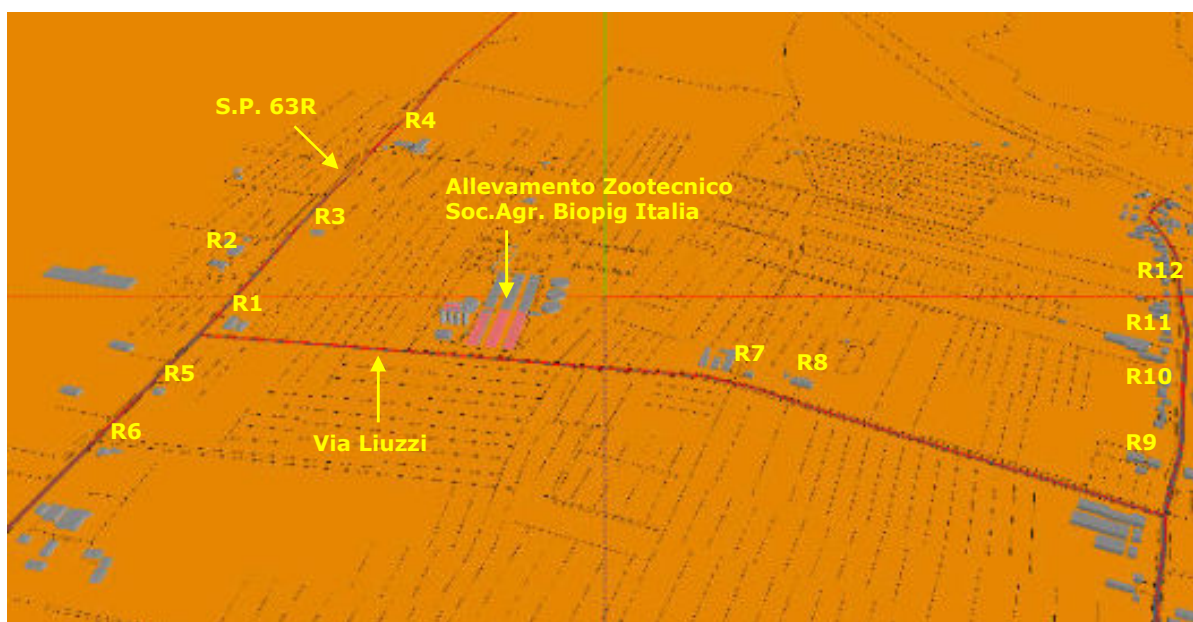 S.P. 63R
R4
Allevamento Zootecnico
Soc.Agr. Biopig Italia
R3
R2
R12
R1
R11
R7
R8
R5
R10
R6
Via Liuzzi
R9